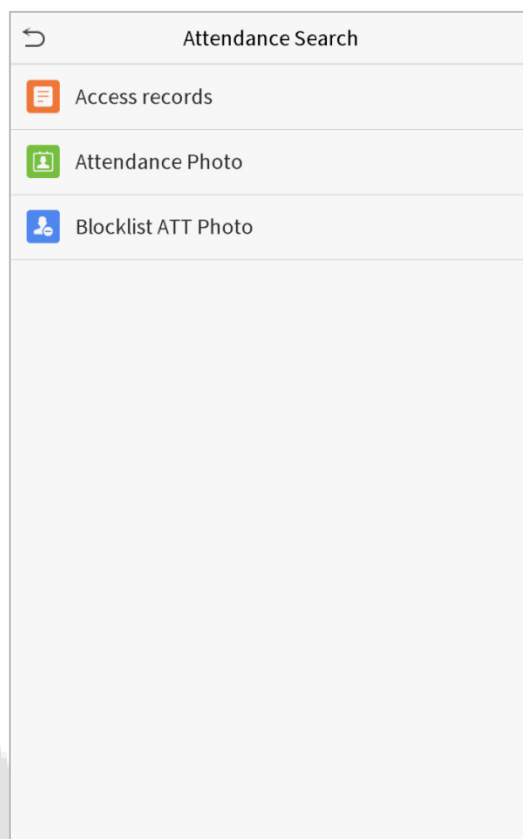 Attendance Search
Access records
Attendance Photo
Blocklist ATT Photo